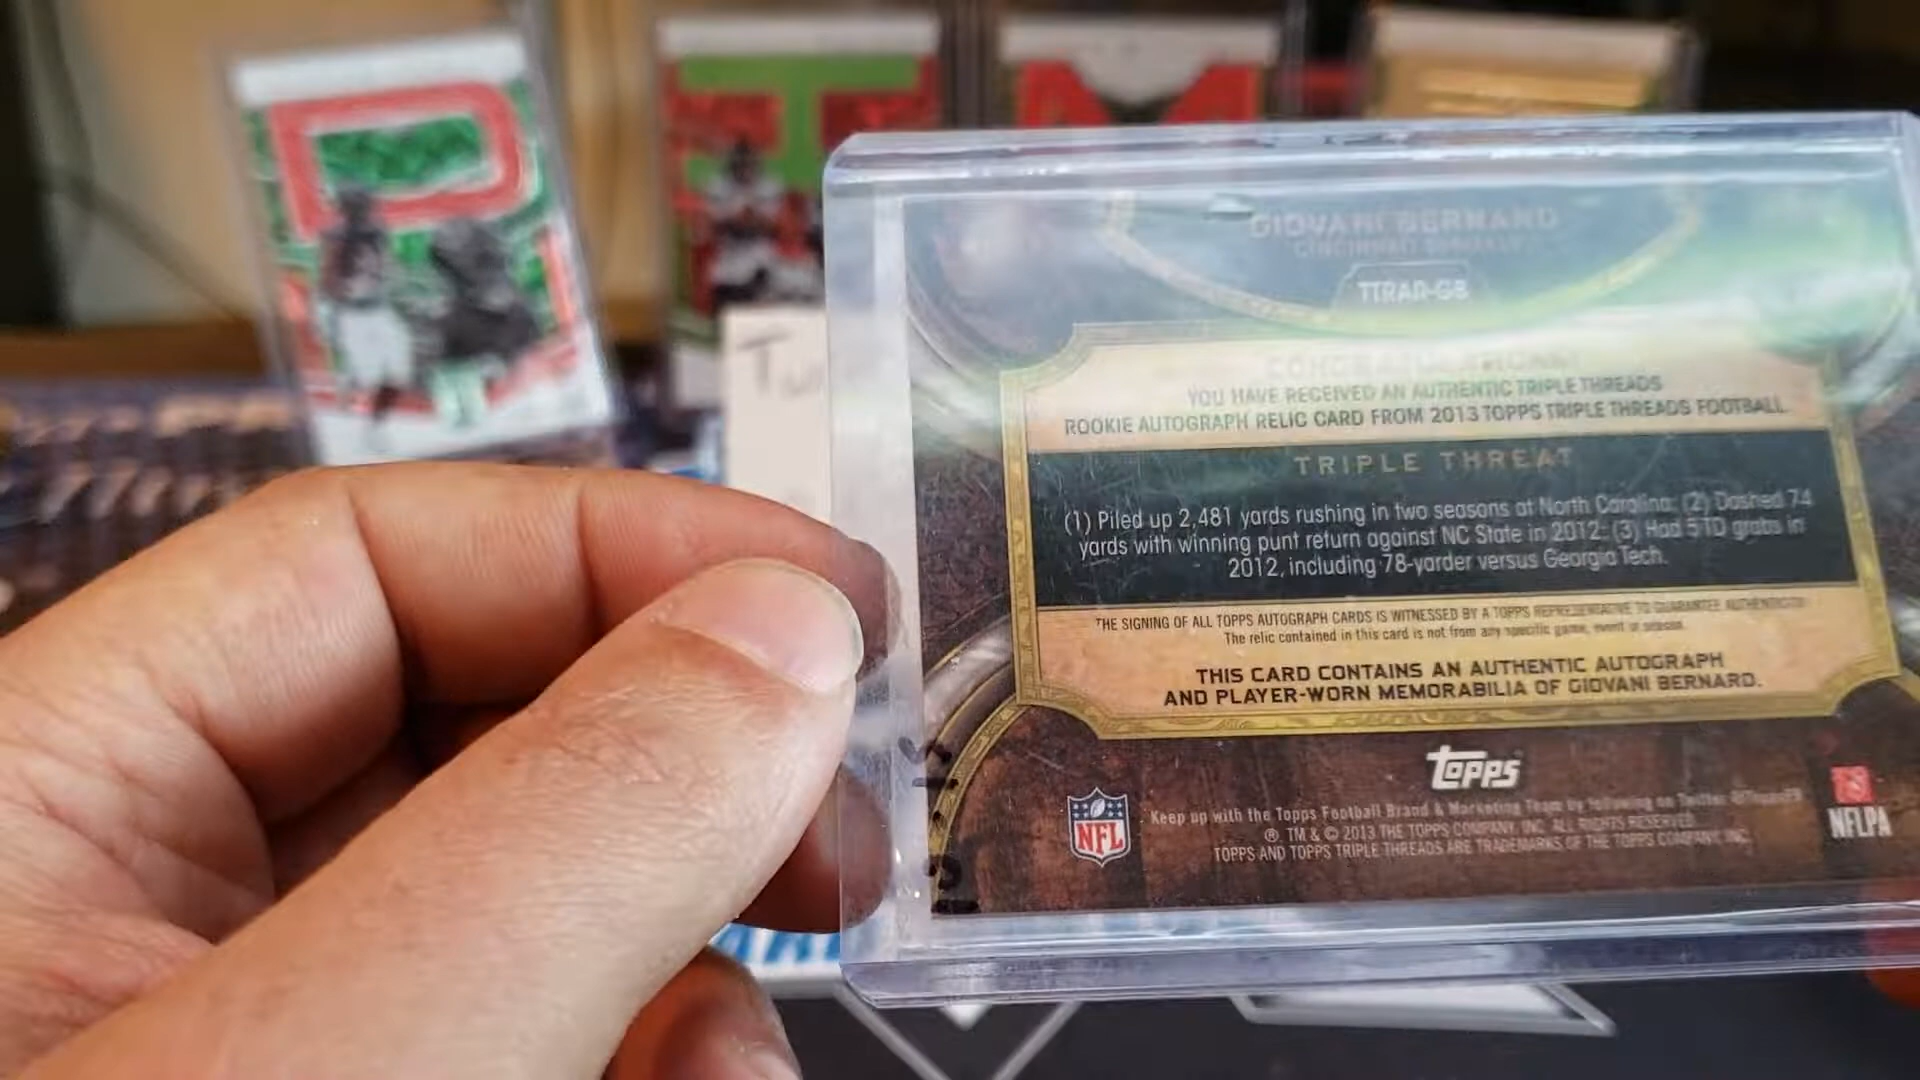 GIOVANI BERNARD
CINCINNATI BENGALS
TTRAR-GB
CONGRATULATIONS!
YOU HAVE RECEIVED AN AUTHENTIC TRIPLE THREADS
ROOKIE AUTOGRAPH RELIC CARD FROM 2013 TOPPS TRIPLE THREADS FOOTBALL.
TRIPLE THREAT
(1) Piled up 2,481 yards rushing in two seasons at North Carolina; (2) Dashed 74
yards with winning punt return against NC State in 2012; (3) Had 5 TD grabs in
2012, including 78-yarder versus Georgia Tech.
THE SIGNING OF ALL TOPPS AUTOGRAPH CARDS IS WITNESSED BY A TOPPS REPRESENTATIVE TO GUARANTEE AUTHENTICITY.
The relic contained in this card is not from any specific game, event or season.
THIS CARD CONTAINS AN AUTHENTIC AUTOGRAPH
AND PLAYER-WORN MEMORABILIA OF GIOVANI BERNARD.
topps
NFL
Keep up with the Topps Football Brand & Marketing Team by following on Twitter
® TM & © 2013 THE TOPPS COMPANY, INC. ALL RIGHTS RESERVED.
TOPPS AND TOPPS TRIPLE THREADS ARE TRADEMARKS OF THE TOPPS COMPANY, INC.
NFLPA